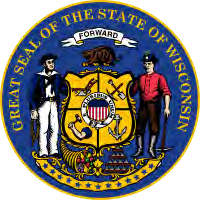 GREAT SEAL OF THE STATE OF WISCONSIN
FORWARD